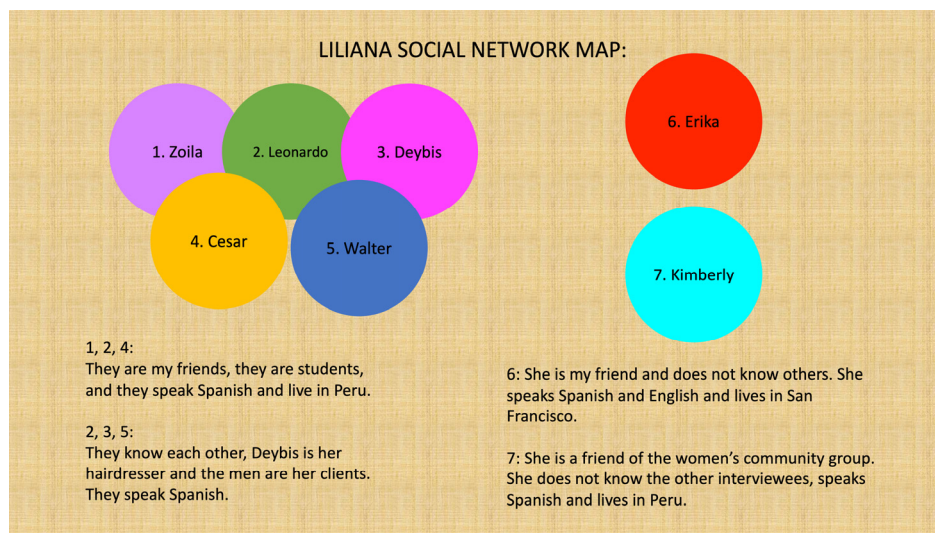 LILIANA SOCIAL NETWORK MAP:
1. Zoila
2. Leonardo
3. Deybis
4. Cesar
5. Walter
6. Erika
7. Kimberly
1, 2, 4:
They are my friends, they are students,
and they speak Spanish and live in Peru.
2, 3, 5:
They know each other, Deybis is her
hairdresser and the men are her clients.
They speak Spanish.
6: She is my friend and does not know others. She
speaks Spanish and English and lives in San
Francisco.
7: She is a friend of the women’s community group.
She does not know the other interviewees, speaks
Spanish and lives in Peru.